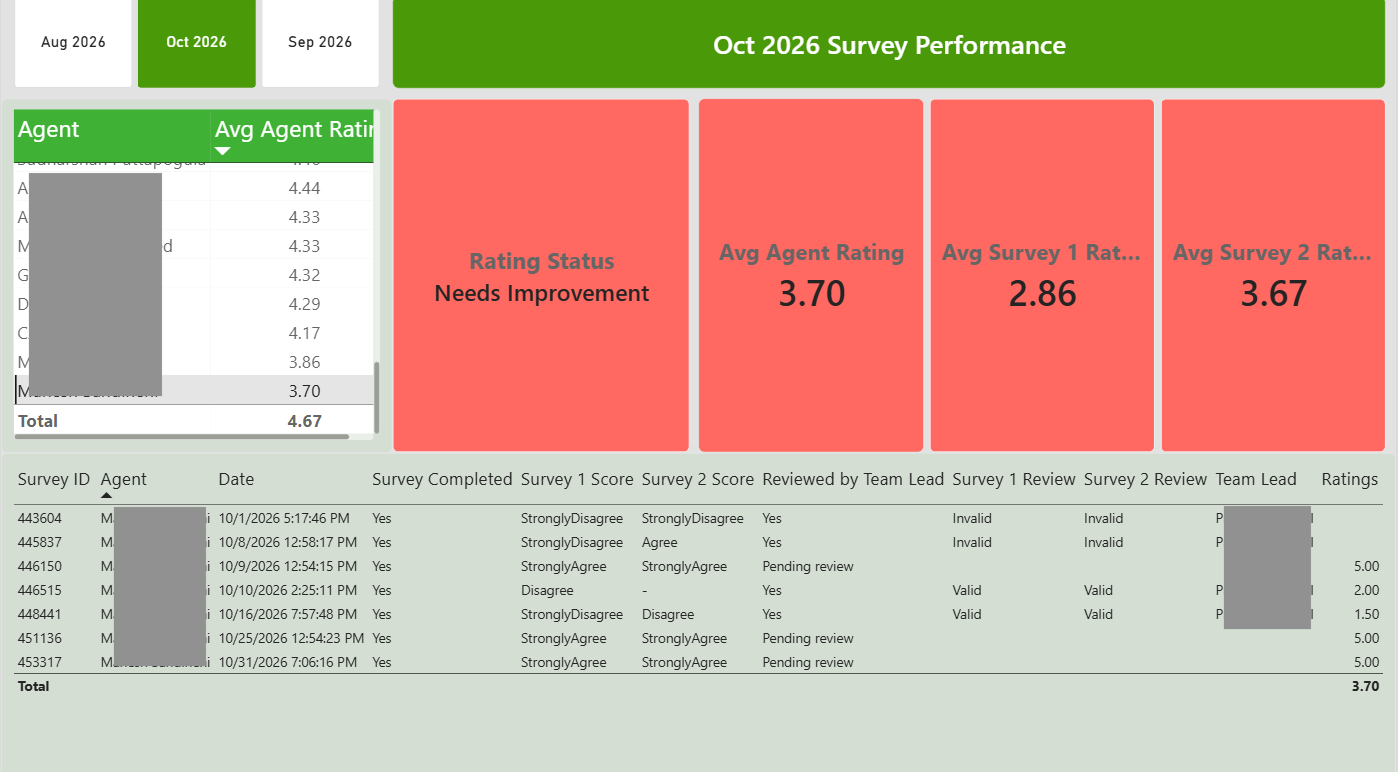 Aug 2026 Oct 2026 Sep 2026
Oct 2026 Survey Performance
Agent Avg Agent Ratin
A 4.44
A 4.33
M ed 4.33
G 4.32
D 4.29
C 4.17
M 3.86
3.70
Total 4.67
Rating Status
Needs Improvement
Avg Agent Rating
3.70
Avg Survey 1 Rat...
2.86
Avg Survey 2 Rat...
3.67
Survey ID Agent Date Survey Completed Survey 1 Score Survey 2 Score Reviewed by Team Lead Survey 1 Review Survey 2 Review Team Lead Ratings
443604 10/1/2026 5:17:46 PM Yes StronglyDisagree StronglyDisagree Yes Invalid Invalid P
445837 10/8/2026 12:58:17 PM Yes StronglyDisagree Agree Yes Invalid Invalid P
446150 10/9/2026 12:54:15 PM Yes StronglyAgree StronglyAgree Pending review 5.00
446515 10/10/2026 2:25:11 PM Yes Disagree - Yes Valid Valid P 2.00
448441 10/16/2026 7:57:48 PM Yes StronglyDisagree Disagree Yes Valid Valid P 1.50
451136 10/25/2026 12:54:23 PM Yes StronglyAgree StronglyAgree Pending review 5.00
453317 10/31/2026 7:06:16 PM Yes StronglyAgree StronglyAgree Pending review 5.00
Total 3.70